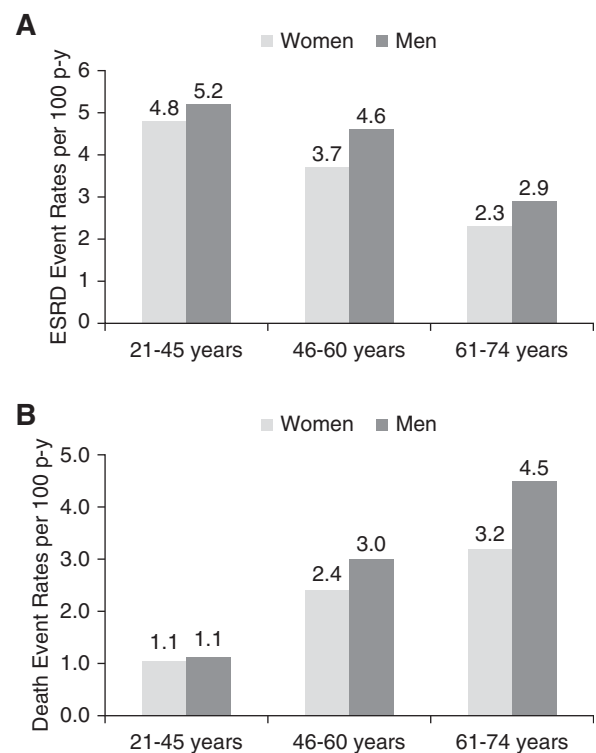 A
Women Men
ESRD Event Rates per 100 p-y
6
5
4
3
2
1
0
4.8 5.2
3.7 4.6
2.3 2.9
21-45 years 46-60 years 61-74 years
B
Women Men
Death Event Rates per 100 p-y
5.0
4.0
3.0
2.0
1.0
0.0
1.1 1.1
2.4 3.0
3.2 4.5
21-45 years 46-60 years 61-74 years